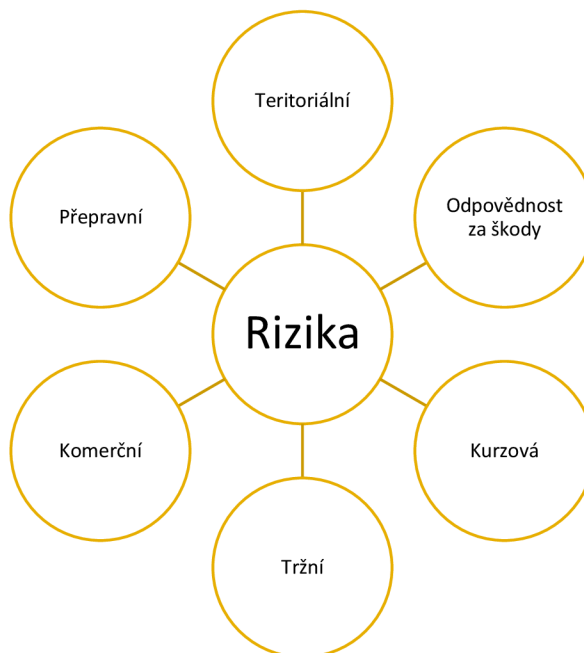 Teritoriální
Přepravní
Odpovědnost
za škody
Rizika
Komerční
Kurzová
Tržní